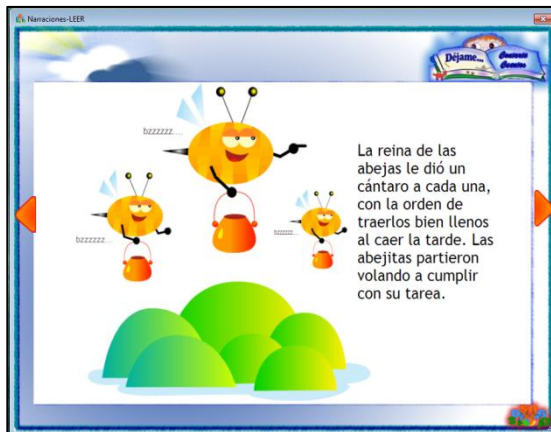 Narraciones-LEER
Déjame... Contarte
Cuentos
bzzzzzz....
La reina de las
abejas le dió un
cántaro a cada una,
con la orden de
traerlos bien llenos
al caer la tarde. Las
abejitas partieron
volando a cumplir
con su tarea.
bzzzzzz....
bzzzzzz....